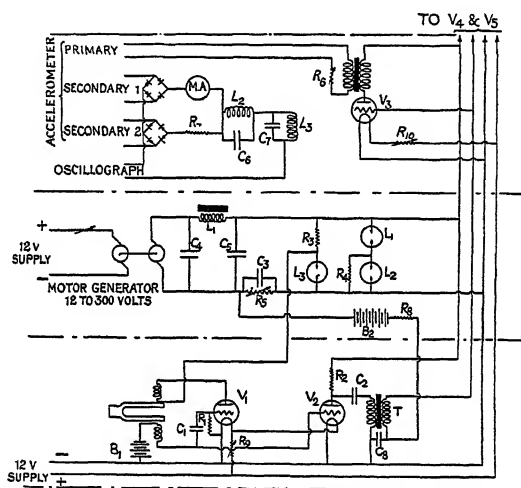 TO V4 & V5
ACCELEROMETER
PRIMARY
SECONDARY 1
SECONDARY 2
OSCILLOGRAPH
M.A
L2
R7
C6
C7
L3
R6
V3
R10
+
12 V
SUPPLY
–
MOTOR GENERATOR
12 TO 300 VOLTS
L1
C4
C5
C3
R5
R3
L3
R4
L1
L2
B2
R8
V1
R1
C1
R9
V2
R2
C2
T
C8
B1
–
12 V
SUPPLY
+